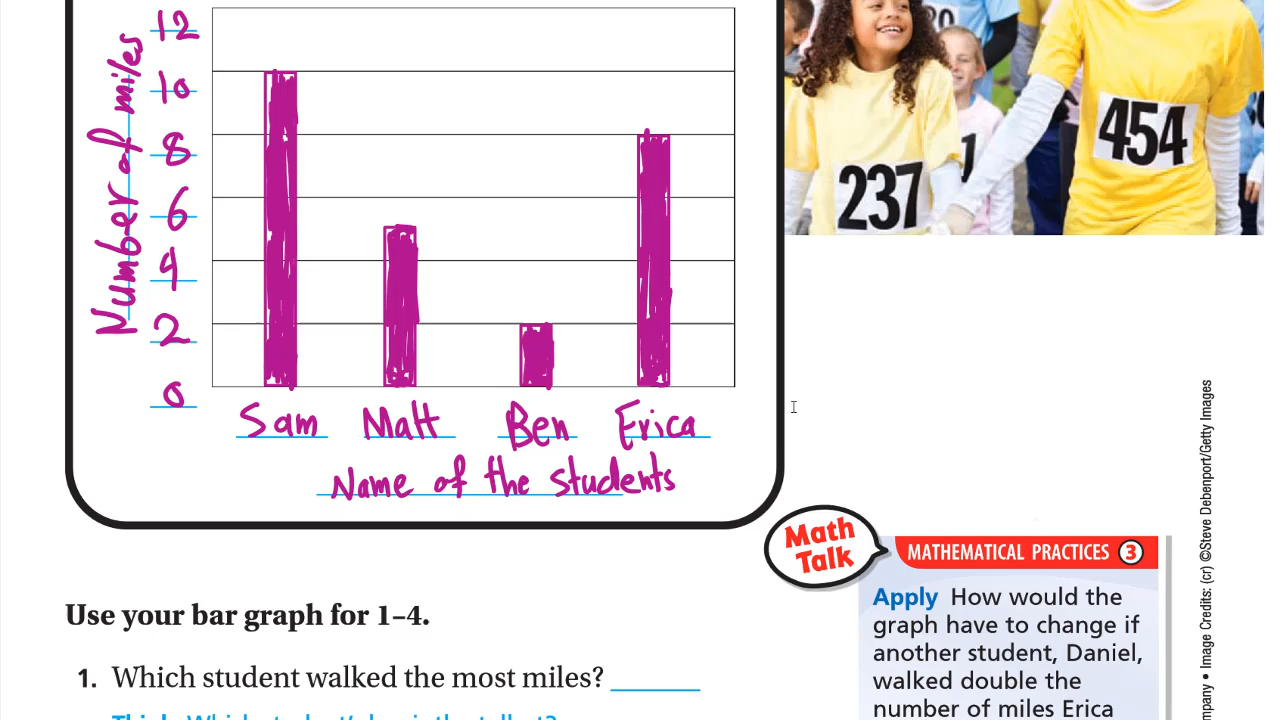 12
10
8
6
4
2
0
Number of miles
Sam Matt Ben Erica
Name of the students
237
454
Math
Talk
MATHEMATICAL PRACTICES 3
Apply How would the
graph have to change if
another student, Daniel,
walked double the
number of miles Erica
Use your bar graph for 1–4.
1. Which student walked the most miles?
mpany • Image Credits: (cr) ©Steve Debenport/Getty Images